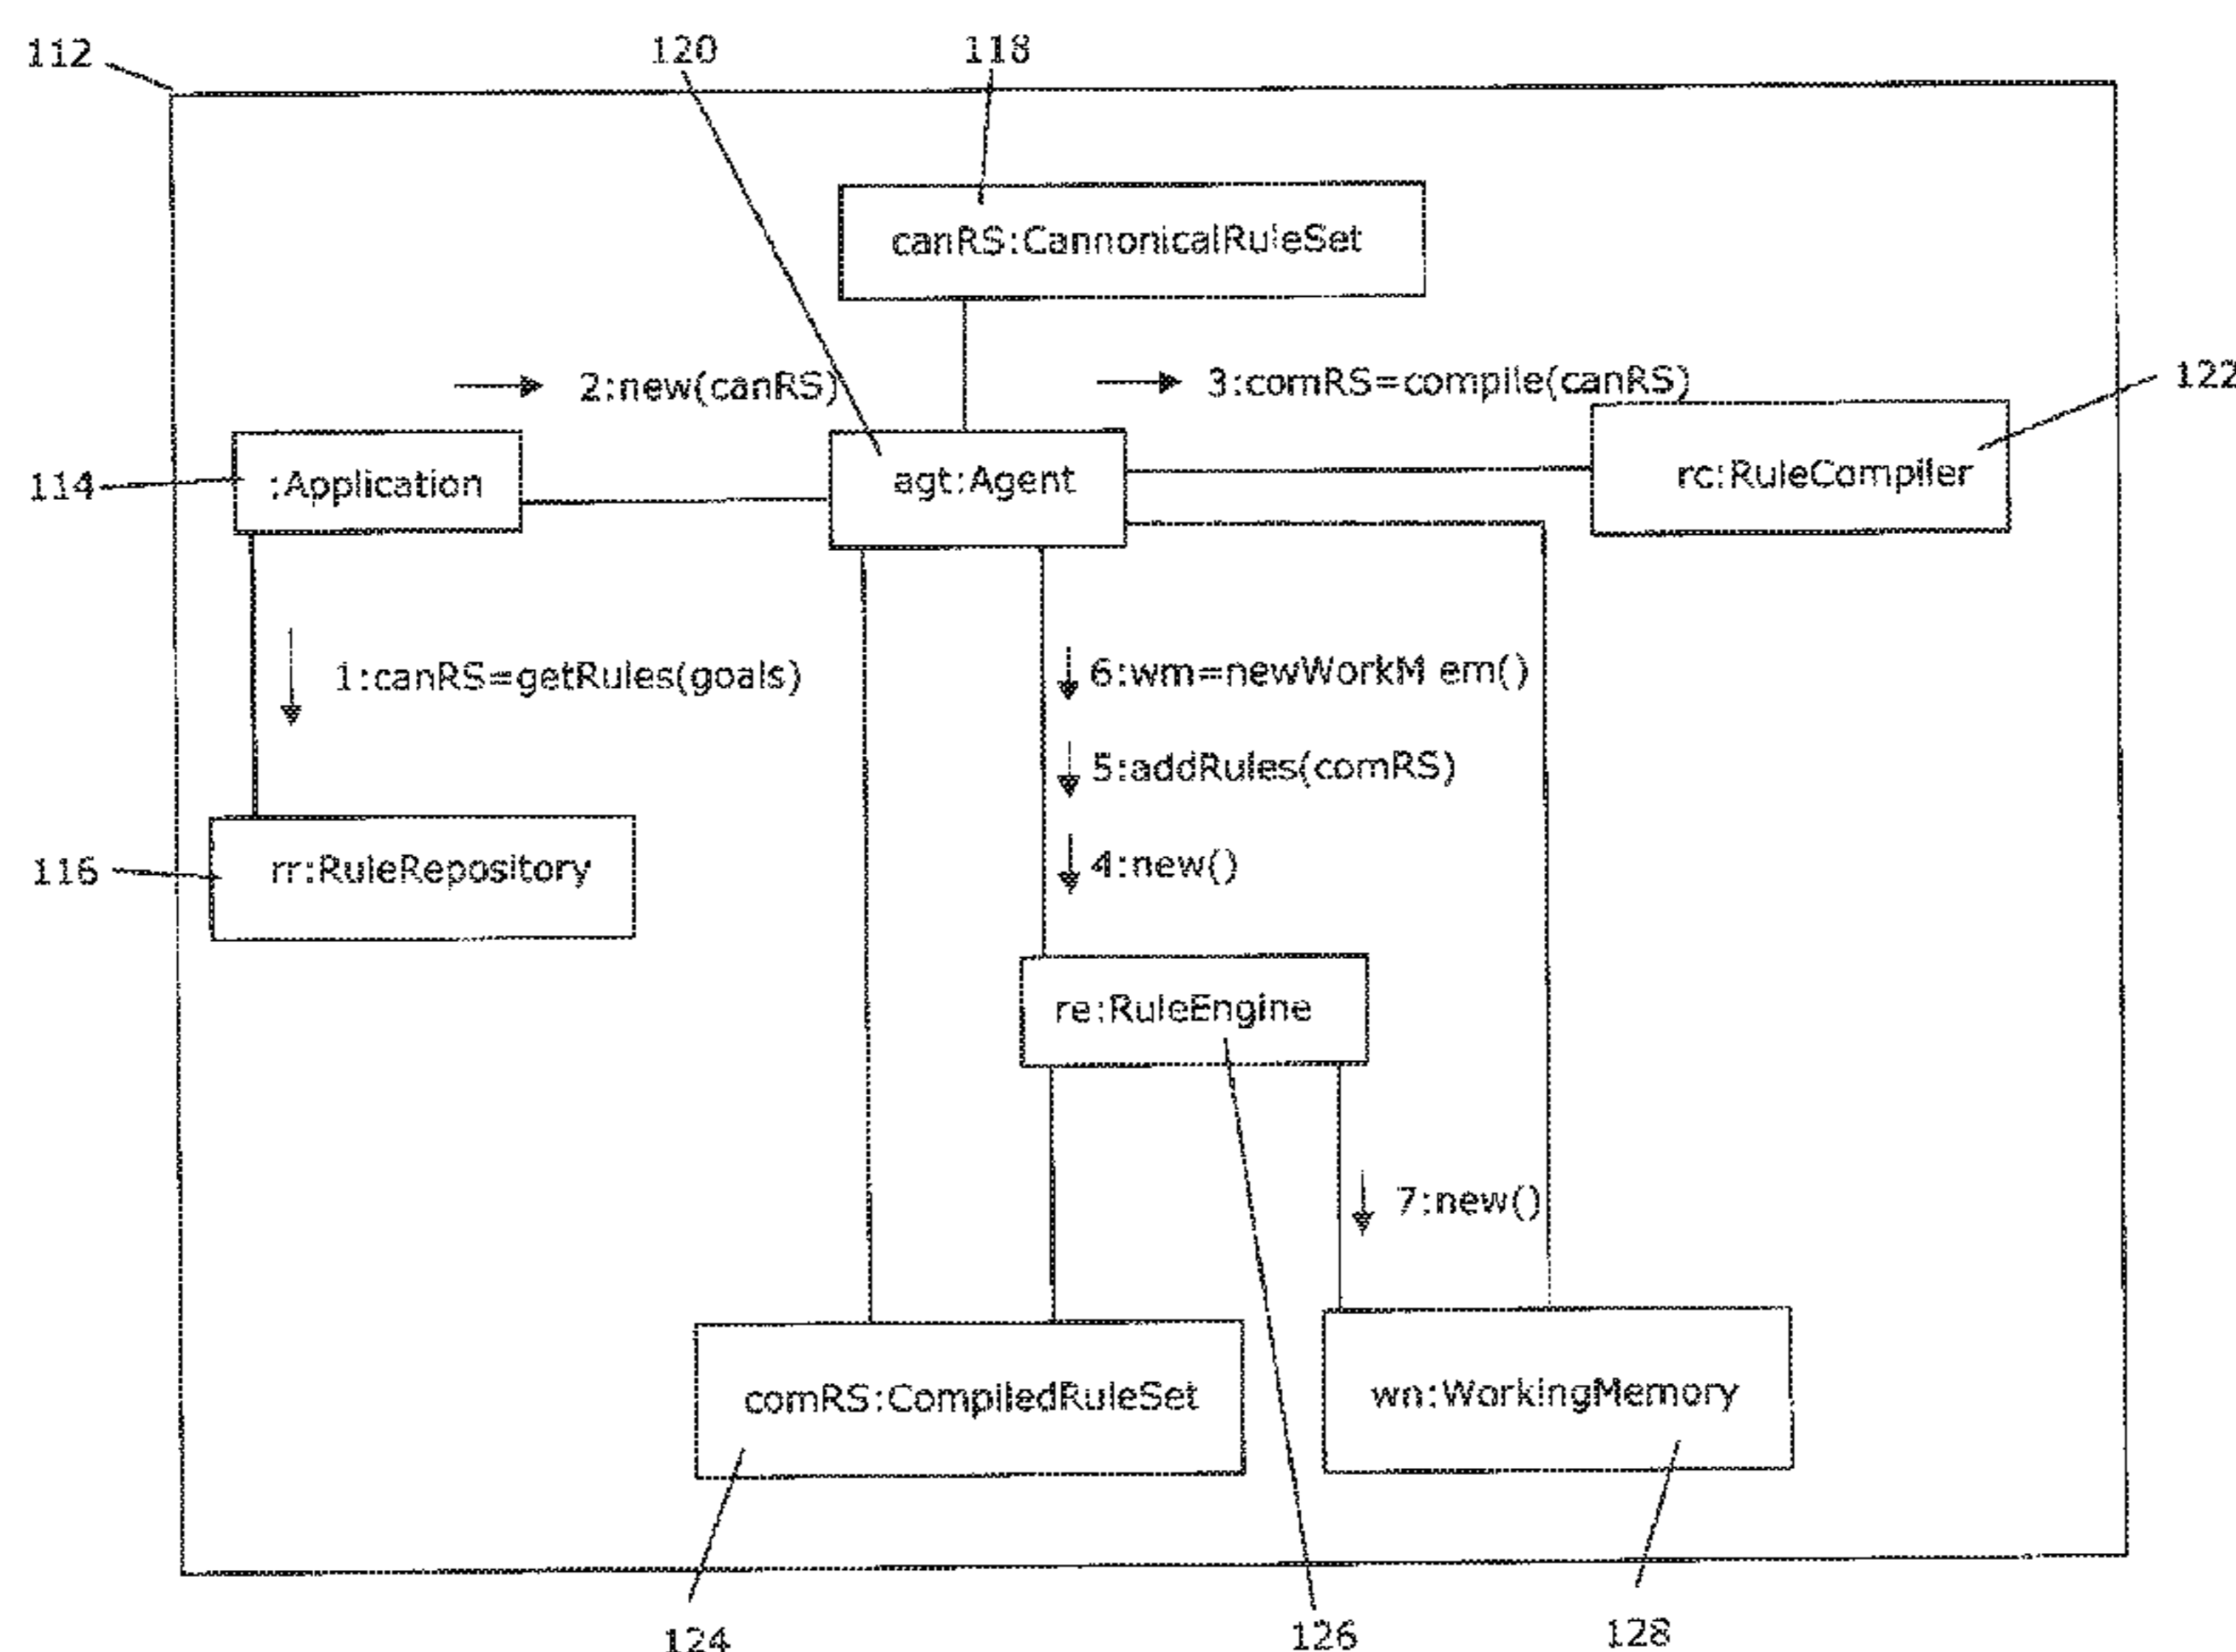 112
120
118
canRS:CannonicalRuleSet
2:new(canRS)
3:comRS=compile(canRS)
122
114
:Application
agt:Agent
rc:RuleCompiler
1:canRS=getRules(goals)
6:wm=newWorkM em()
5:addRules(comRS)
4:new()
116
rr:RuleRepository
re:RuleEngine
7:new()
comRS:CompiledRuleSet
wn:WorkingMemory
124
126
128